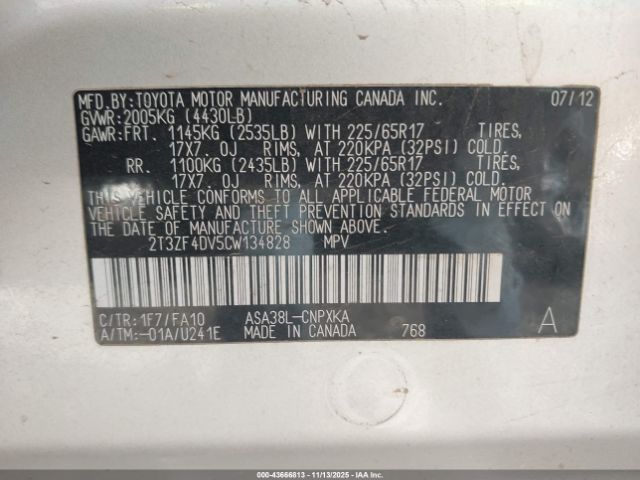 MFD.BY:TOYOTA MOTOR MANUFACTURING CANADA INC. 07/12
GVWR:2005KG (4430LB)
GAWR:FRT. 1145KG (2535LB) WITH 225/65R17 TIRES,
17X7.0J RIMS, AT 220KPA (32PSI) COLD.
RR. 1100KG (2435LB) WITH 225/65R17 TIRES,
17X7.0J RIMS, AT 220KPA (32PSI) COLD.
THIS VEHICLE CONFORMS TO ALL APPLICABLE FEDERAL MOTOR
VEHICLE SAFETY AND THEFT PREVENTION STANDARDS IN EFFECT ON
THE DATE OF MANUFACTURE SHOWN ABOVE.
2T3ZF4DV5CW134828 MPV
C/TR:1F7/FA10 ASA38L-CNPXKA
A/TM:-01A/U241E MADE IN CANADA 768 A
000-43666813 - 11/13/2025 - IAAI.COM